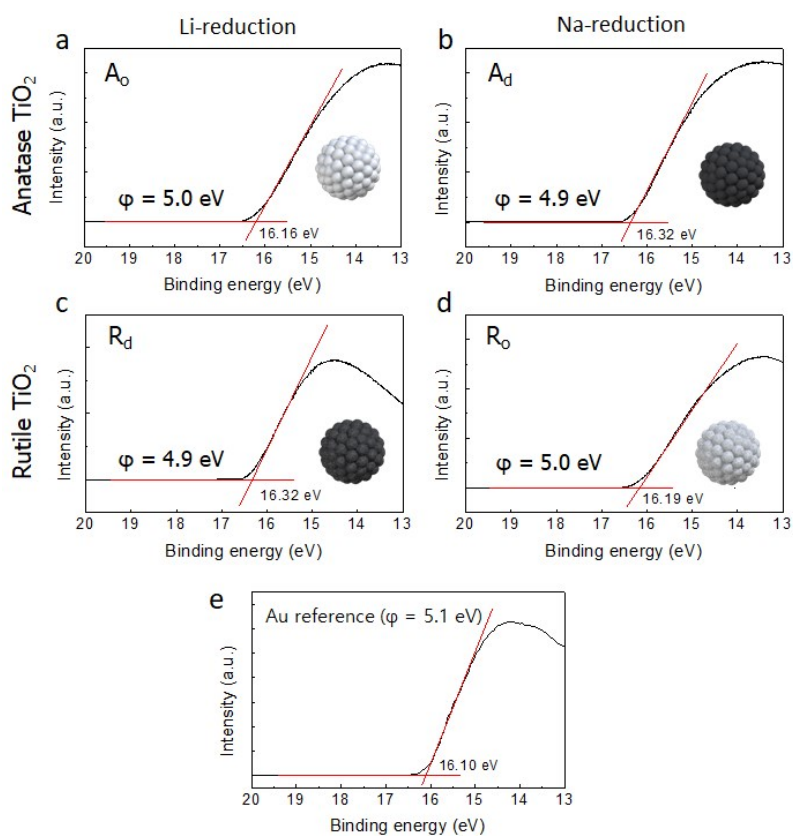 Li-reduction
Na-reduction
Anatase TiO2
a
Ao
φ = 5.0 eV
16.16 eV
Intensity (a.u.)
20 19 18 17 16 15 14 13
Binding energy (eV)
b
Ad
φ = 4.9 eV
16.32 eV
Intensity (a.u.)
20 19 18 17 16 15 14 13
Binding energy (eV)
Rutile TiO2
c
Rd
φ = 4.9 eV
16.32 eV
Intensity (a.u.)
20 19 18 17 16 15 14 13
Binding energy (eV)
d
Ro
φ = 5.0 eV
16.19 eV
Intensity (a.u.)
20 19 18 17 16 15 14 13
Binding energy (eV)
e
Au reference (φ = 5.1 eV)
16.10 eV
Intensity (a.u.)
20 19 18 17 16 15 14 13
Binding energy (eV)